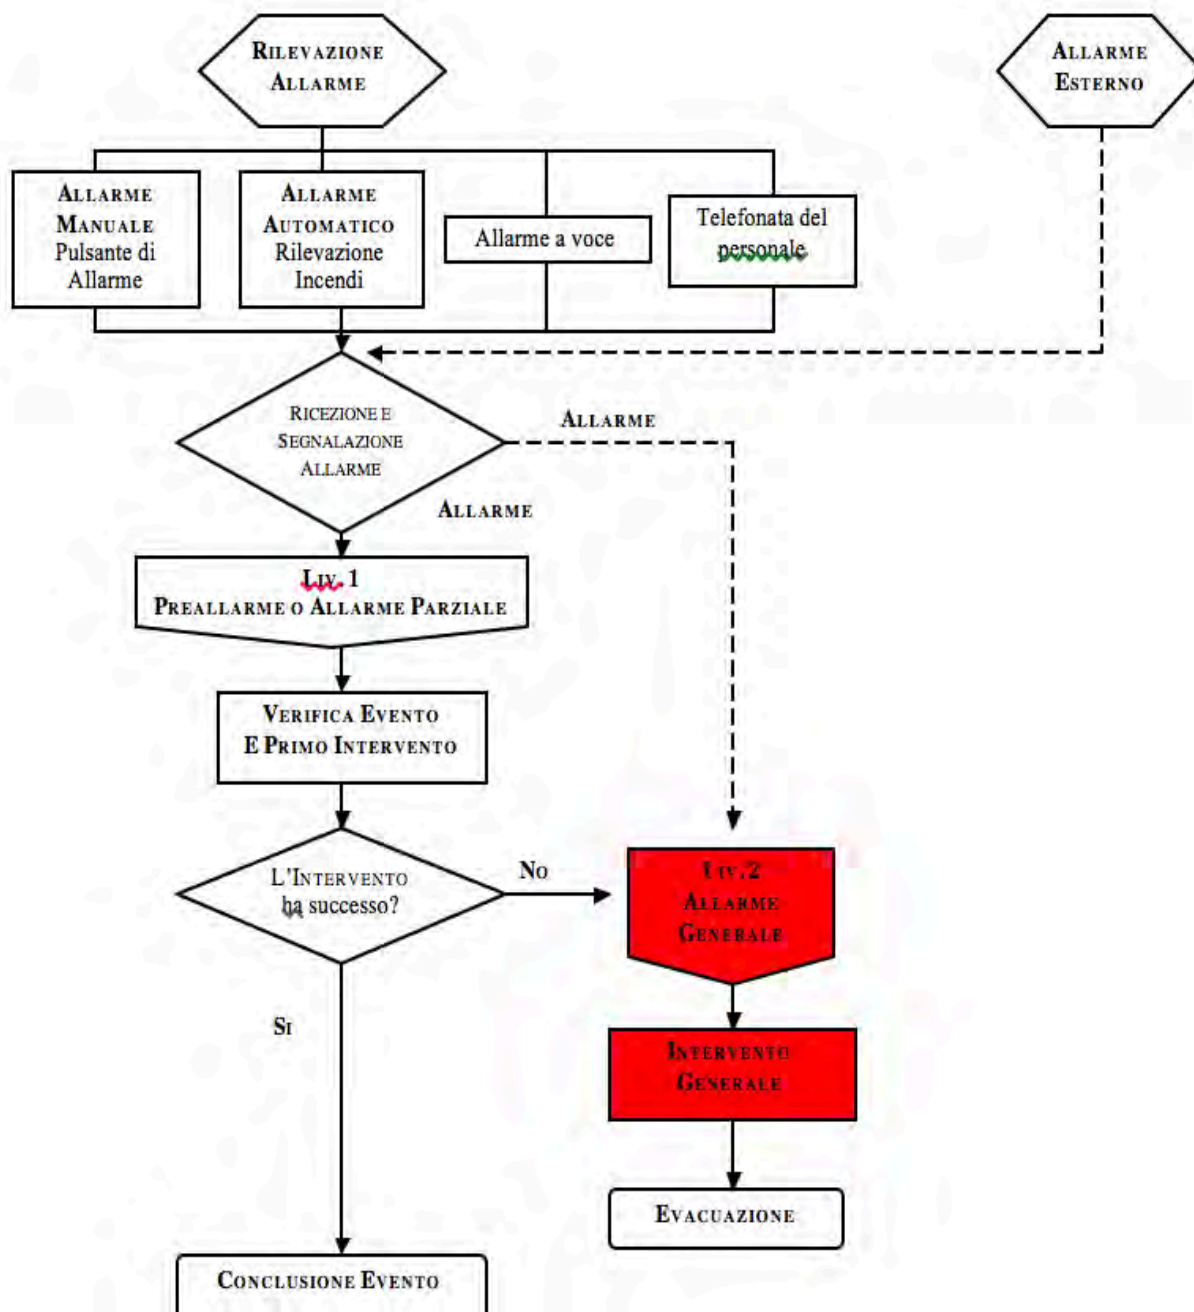 RILEVAZIONE
ALLARME
ALLARME
ESTERNO
ALLARME
MANUALE
Pulsante di
Allarme
ALLARME
AUTOMATICO
Rilevazione
Incendi
Allarme a voce
Telefonata del
personale
RICEZIONE E
SEGNALAZIONE
ALLARME
ALLARME
ALLARME
LIV. 1
PREALLARME O ALLARME PARZIALE
VERIFICA EVENTO
E PRIMO INTERVENTO
L'INTERVENTO
ha successo?
NO
LIV.2
ALLARME
GENERALE
SI
INTERVENTO
GENERALE
EVACUAZIONE
CONCLUSIONE EVENTO